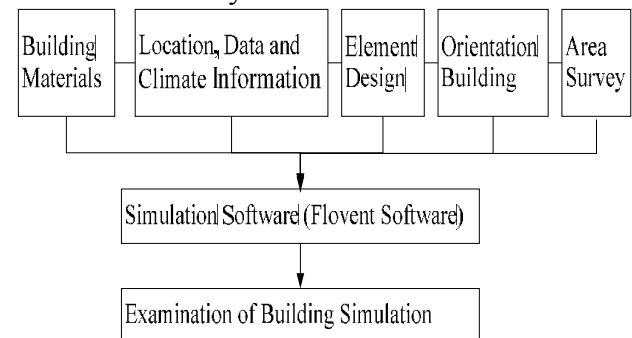 Building
Materials
Location, Data and
Climate Information
Element
Design
Orientation
Building
Area
Survey
Simulation Software (Flovent Software)
Examination of Building Simulation